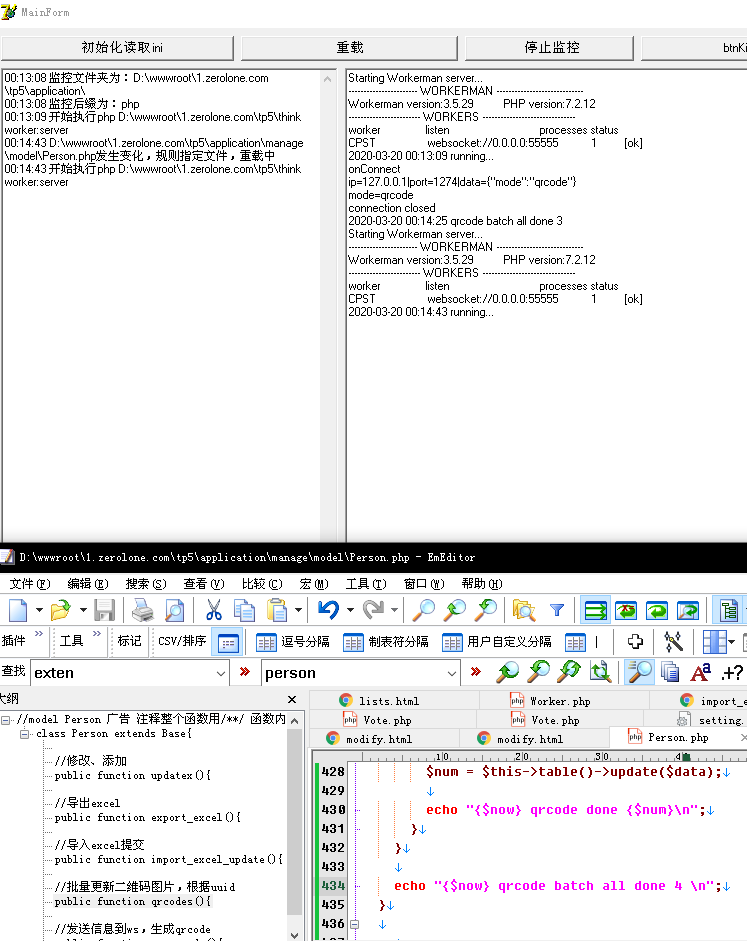 MainForm
初始化读取ini
重载
停止监控
btnKi
00:13:08 监控文件夹为：D:\wwwroot\1.zerolone.com
\tp5\application\
00:13:08 监控后缀为：php
00:13:09 开始执行php D:\wwwroot\1.zerolone.com\tp5\think
worker:server
00:14:43 D:\wwwroot\1.zerolone.com\tp5\application\manage
\model\Person.php发生变化，规则指定文件，重载中
00:14:43 开始执行php D:\wwwroot\1.zerolone.com\tp5\think
worker:server
Starting Workerman server...
----------------------- WORKERMAN -----------------------------
Workerman version:3.5.29 PHP version:7.2.12
------------------------ WORKERS -------------------------------
worker listen processes status
CPST websocket://0.0.0.0:55555 1 [ok]
2020-03-20 00:13:09 running...
onConnect
ip=127.0.0.1|port=1274|data={"mode":"qrcode"}
mode=qrcode
connection closed
2020-03-20 00:14:25 qrcode batch all done 3
Starting Workerman server...
----------------------- WORKERMAN -----------------------------
Workerman version:3.5.29 PHP version:7.2.12
------------------------ WORKERS -------------------------------
worker listen processes status
CPST websocket://0.0.0.0:55555 1 [ok]
2020-03-20 00:14:43 running...
D:\wwwroot\1.zerolone.com\tp5\application\manage\model\Person.php - EmEditor
文件(F) 编辑(E) 搜索(S) 查看(V) 比较(C) 宏(M) 工具(T) 窗口(W) 帮助(H)
插件 » 工具 » 标记 CSV/排序 逗号分隔 制表符分隔 用户自定义分隔
查找 exten » person »
大纲
//model Person 广告 注释整个函数用/**/ 函数内
class Person extends Base{
//修改、添加
public function updatex(){
//导出excel
public function export_excel(){
//导入excel提交
public function import_excel_update(){
//批量更新二维码图片，根据uuid
public function qrcodes(){
//发送信息到ws，生成qrcode
lists.html Worker.php import_e
Vote.php Vote.php setting.
modify.html modify.html Person.php
1|0 2|0 3|0 4
428 $num = $this->table()->update($data);↓
429 ↓
430 echo "{$now} qrcode done {$num}\n";↓
431 }↓
432 }↓
433 ↓
434 echo "{$now} qrcode batch all done 4 \n";↓
435 }↓
436 ↓